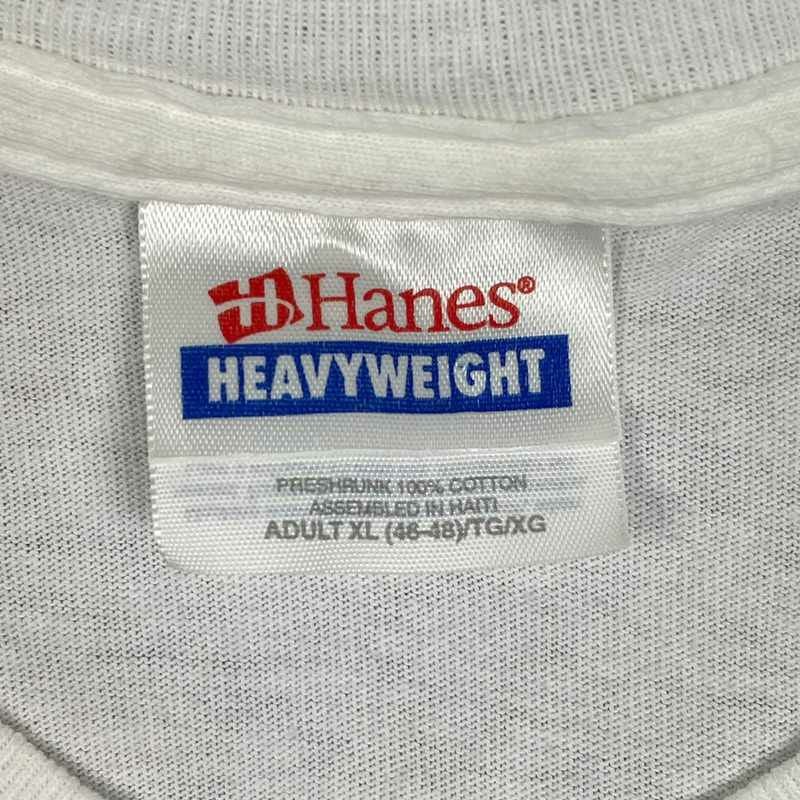 H Hanes®
HEAVYWEIGHT
PRESHRUNK 100% COTTON
ASSEMBLED IN HAITI
ADULT XL (46-48)/TG/XG